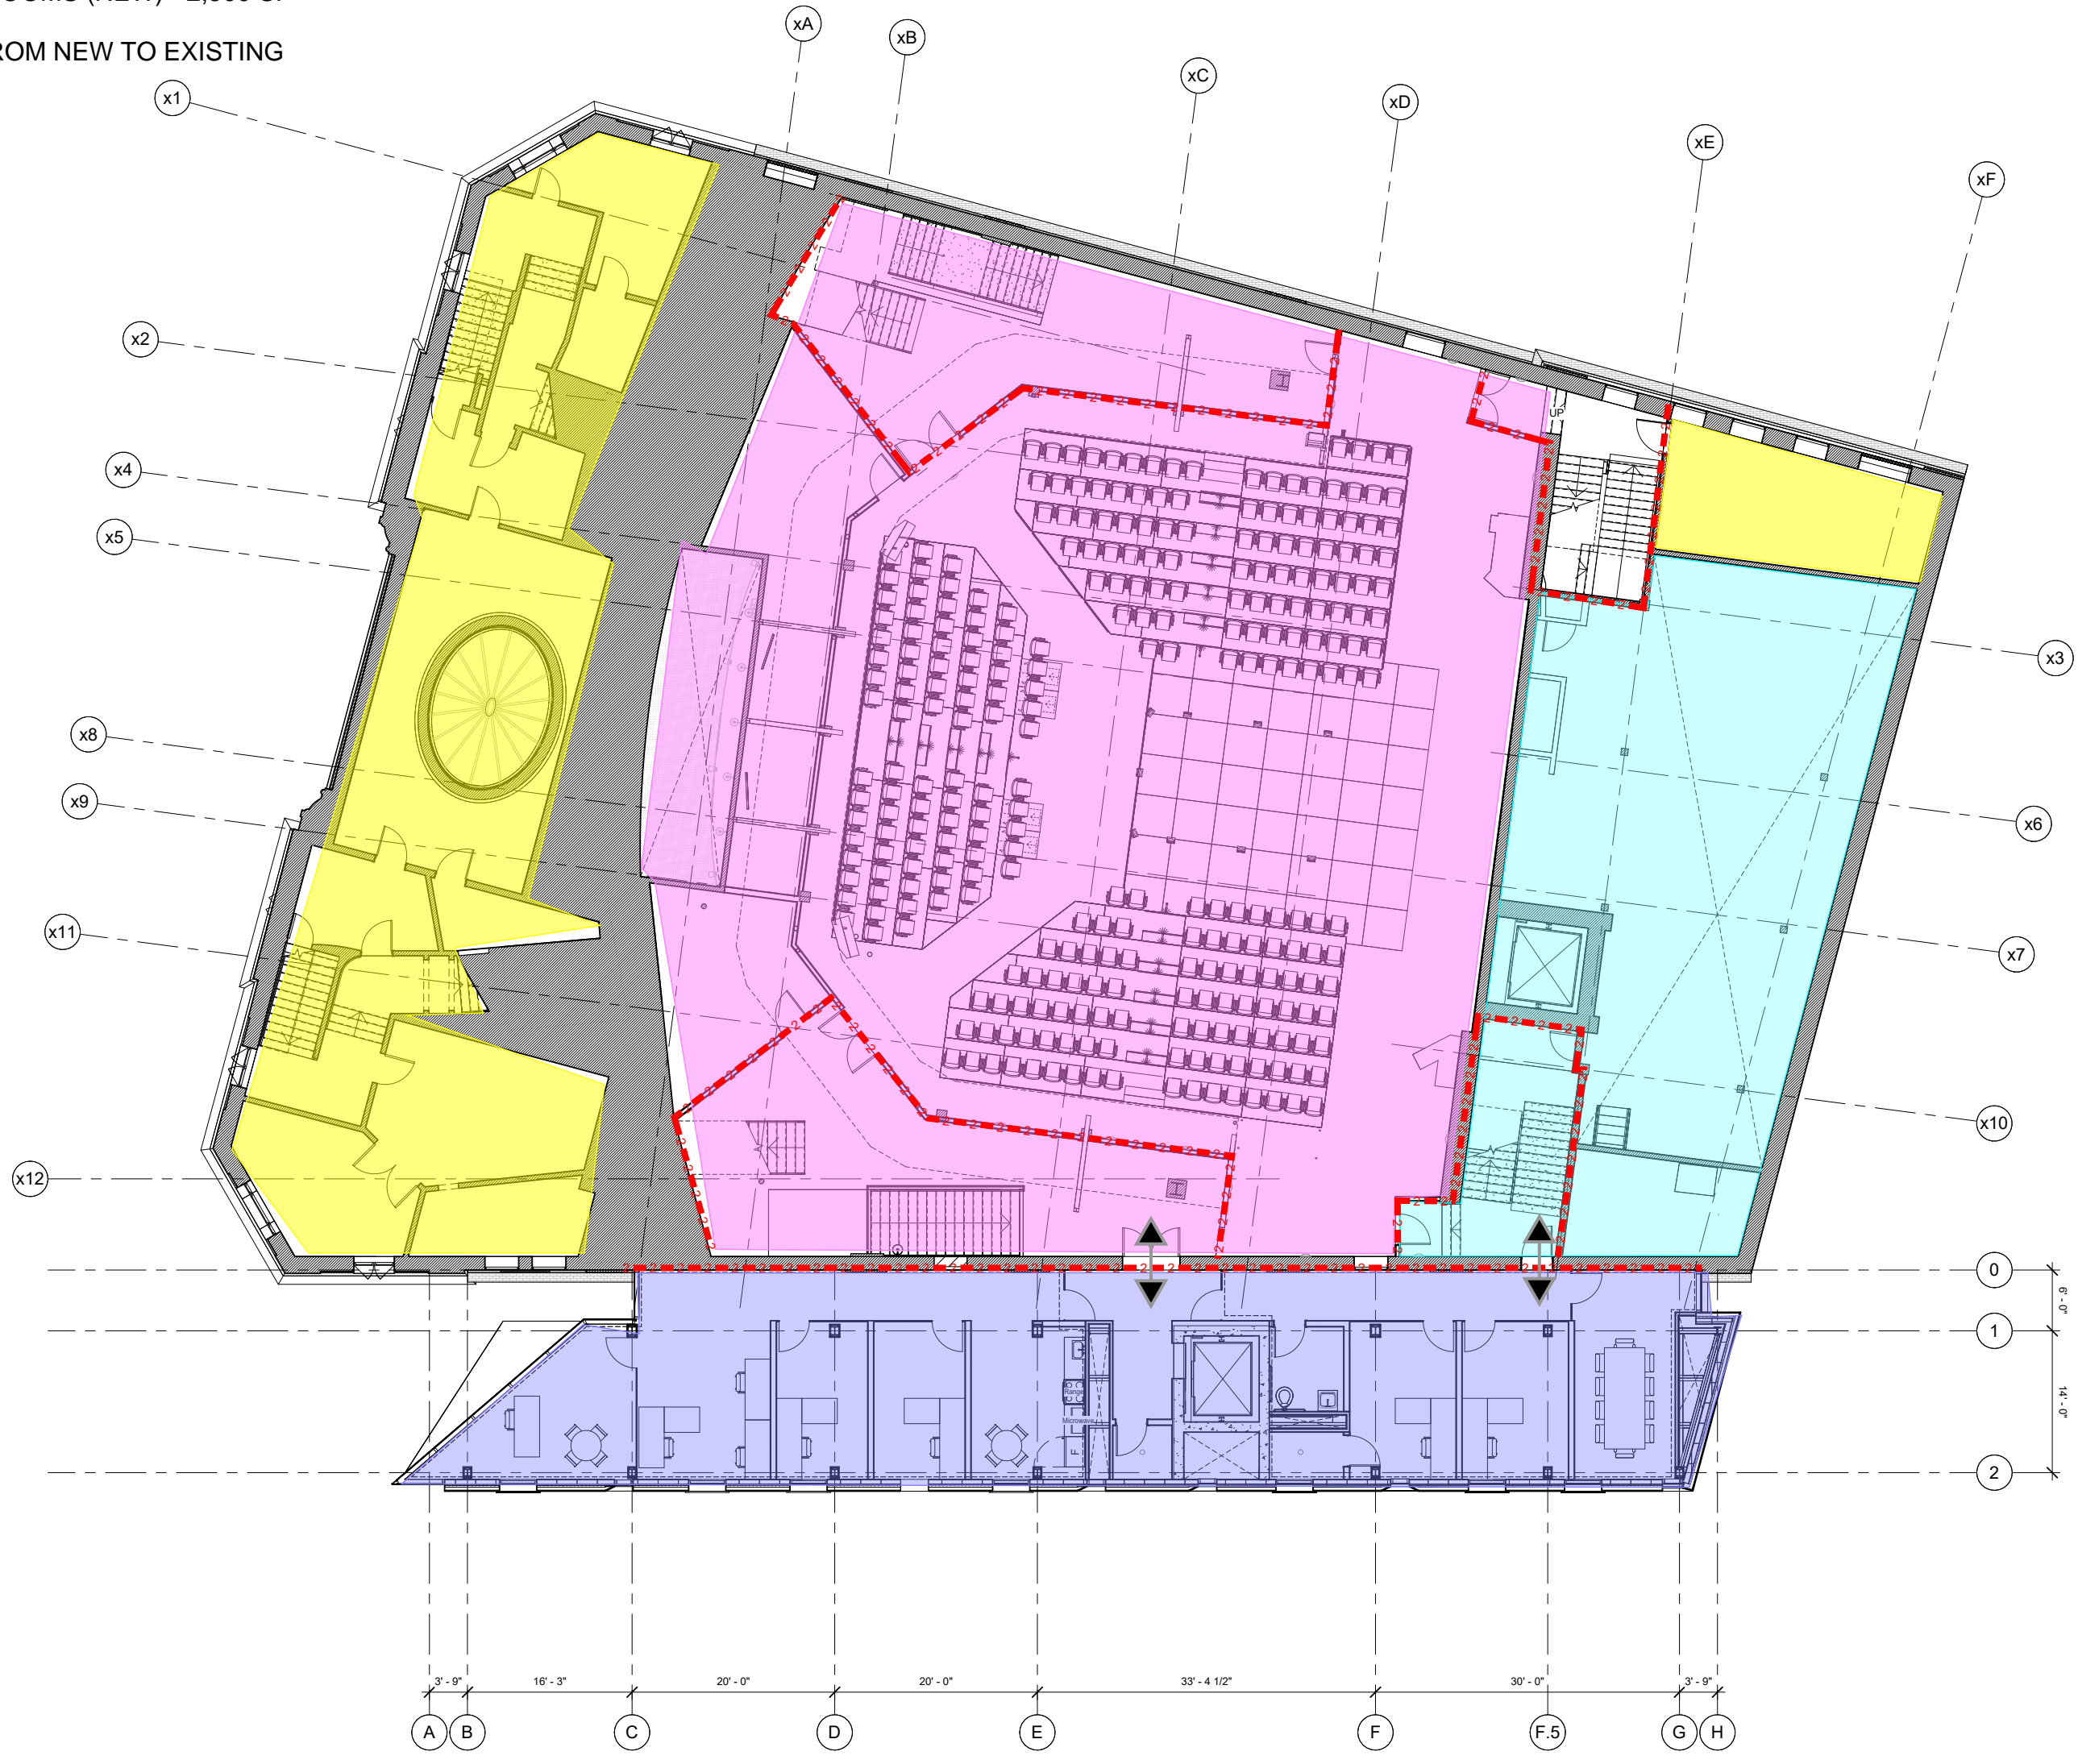 ROM NEW TO EXISTING
xA
xB
xC
xD
xE
xF
x1
x2
x4
x5
x8
x9
x11
x12
UP
x3
x6
x7
x10
0
1
2
6' - 0"
14' - 0"
Range
Microwave
F
3' - 9"
16' - 3"
20' - 0"
20' - 0"
33' - 4 1/2"
30' - 0"
3' - 9"
A
B
C
D
E
F
F.5
G
H